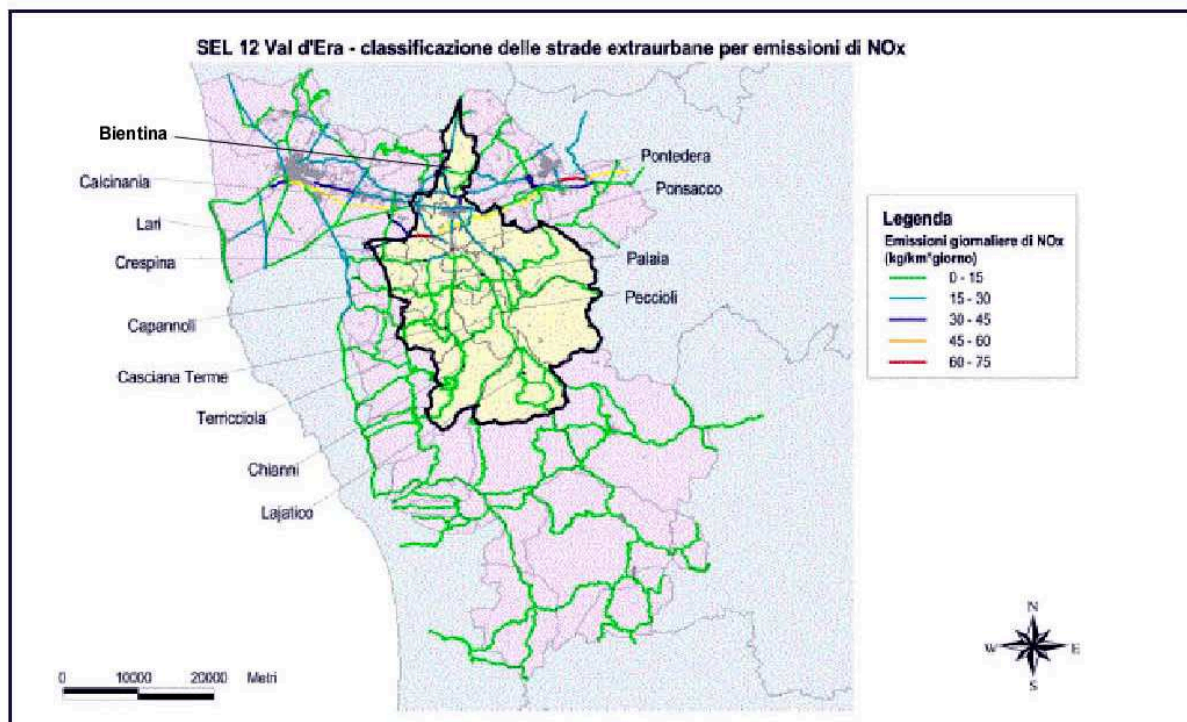 SEL 12 Val d'Era - classificazione delle strade extraurbane per emissioni di NOx
Bientina
Calcinania
Lari
Crespina
Capannoli
Casciana Terme
Terricciola
Chianni
Lajatico
Pontedera
Ponsacco
Palaia
Peccioli
Legenda
Emissioni giornaliere di NOx
(kg/km*giorno)
0 - 15
15 - 30
30 - 45
45 - 60
60 - 75
0 10000 20000 Metri
N
W E
S